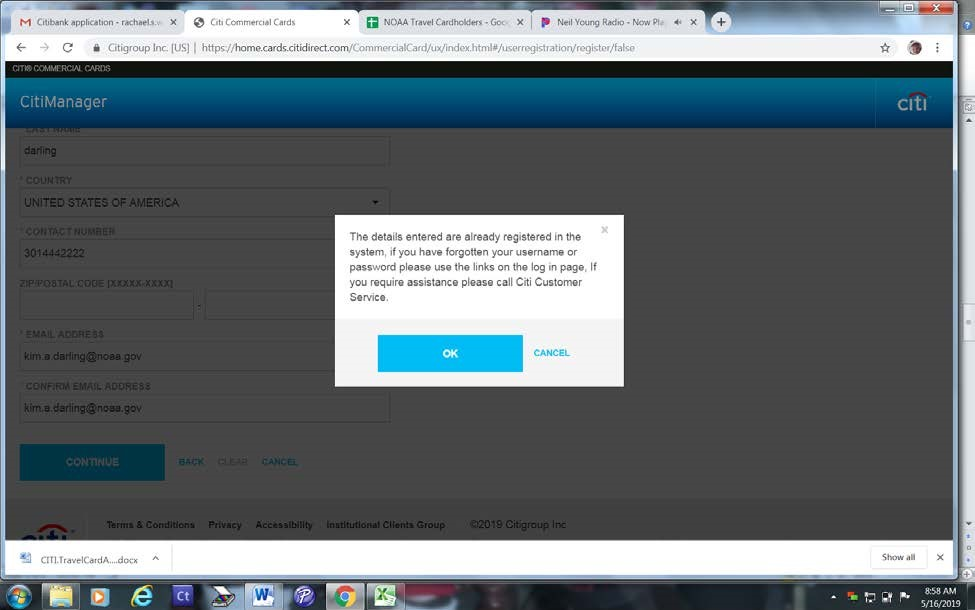 Citibank application - rachael.s.w
Citi Commercial Cards
NOAA Travel Cardholders - Goo
Neil Young Radio - Now Pla
Citigroup Inc. [US] | https://home.cards.citidirect.com/CommercialCard/ux/index.html#/userregistration/register/false
CITI® COMMERCIAL CARDS
CitiManager
citi
* LAST NAME
darling
* COUNTRY
UNITED STATES OF AMERICA
* CONTACT NUMBER
3014442222
ZIP/POSTAL CODE [XXXXX-XXXX]
-
* EMAIL ADDRESS
kim.a.darling@noaa.gov
* CONFIRM EMAIL ADDRESS
kim.a.darling@noaa.gov
The details entered are already registered in the
system, if you have forgotten your username or
password please use the links on the log in page, If
you require assistance please call Citi Customer
Service.
OK
CANCEL
CONTINUE
BACK
CLEAR
CANCEL
citi
Terms & Conditions Privacy Accessibility Institutional Clients Group ©2019 Citigroup Inc
CITI.TravelCardA....docx
Show all
Ct
8:58 AM
5/16/2019